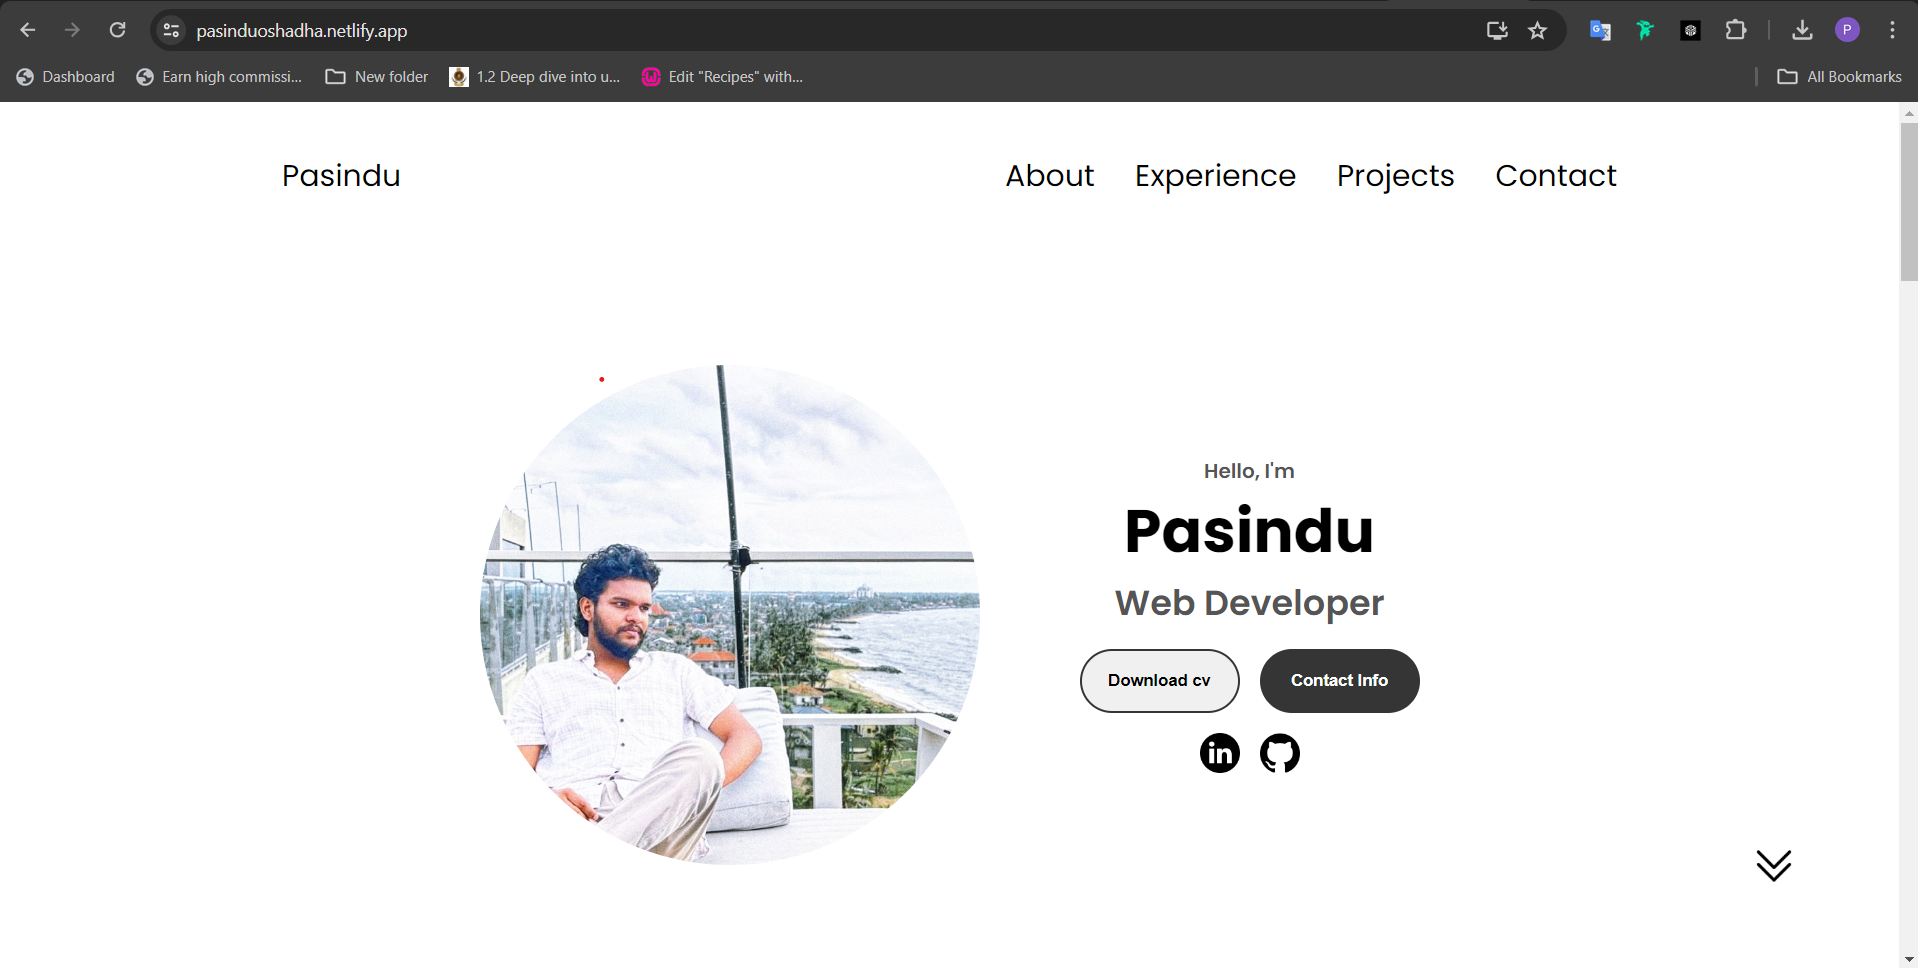 pasinduoshadha.netlify.app
P
Dashboard
Earn high commissi...
New folder
1.2 Deep dive into u...
Edit "Recipes" with...
All Bookmarks
Pasindu
About
Experience
Projects
Contact
Hello, I'm
Pasindu
Web Developer
Download cv
Contact Info
in